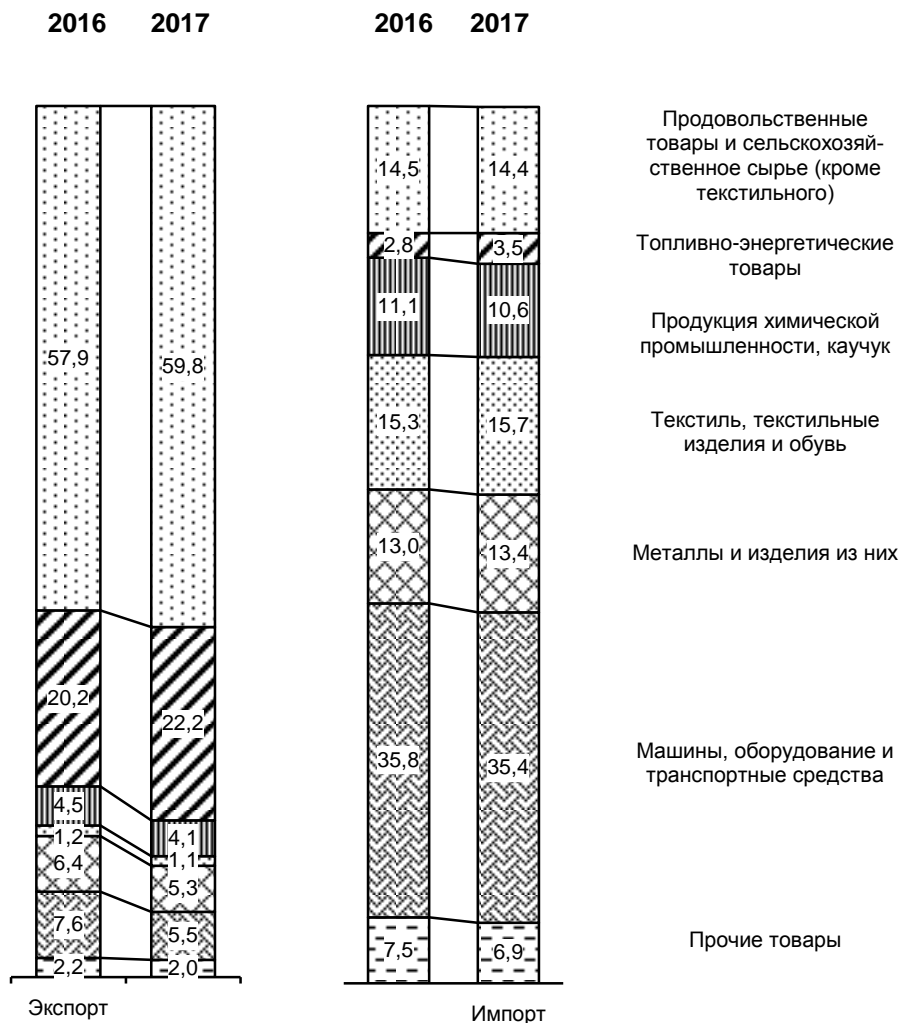 2016 2017 2016 2017
57,9
20,2
4,5
1,2
6,4
7,6
2,2
59,8
22,2
4,1
1,1
5,3
5,5
2,0
Экспорт
14,5
2,8
11,1
15,3
13,0
35,8
7,5
14,4
3,5
10,6
15,7
13,4
35,4
6,9
Импорт
Продовольственные
товары и сельскохозяй-
ственное сырье (кроме
текстильного)
Топливно-энергетические
товары
Продукция химической
промышленности, каучук
Текстиль, текстильные
изделия и обувь
Металлы и изделия из них
Машины, оборудование и
транспортные средства
Прочие товары